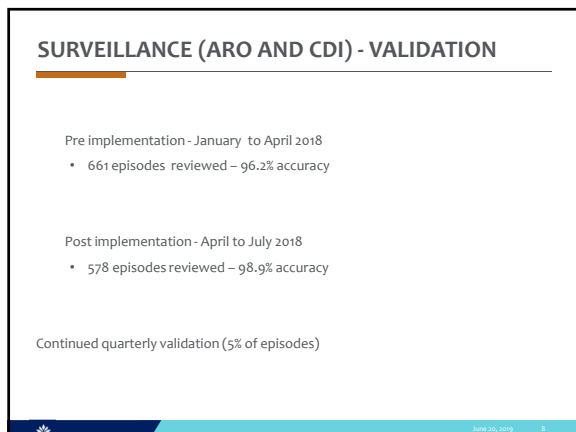 SURVEILLANCE (ARO AND CDI) - VALIDATION
Pre implementation - January to April 2018
• 661 episodes reviewed – 96.2% accuracy
Post implementation - April to July 2018
• 578 episodes reviewed – 98.9% accuracy
Continued quarterly validation (5% of episodes)
June 20, 2019 8